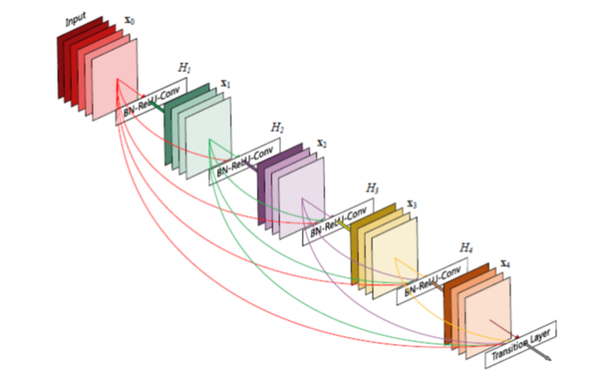 Input
x0
H1
BN-ReLU-Conv
x1
H2
BN-ReLU-Conv
x2
H3
BN-ReLU-Conv
x3
H4
BN-ReLU-Conv
x4
Transition Layer